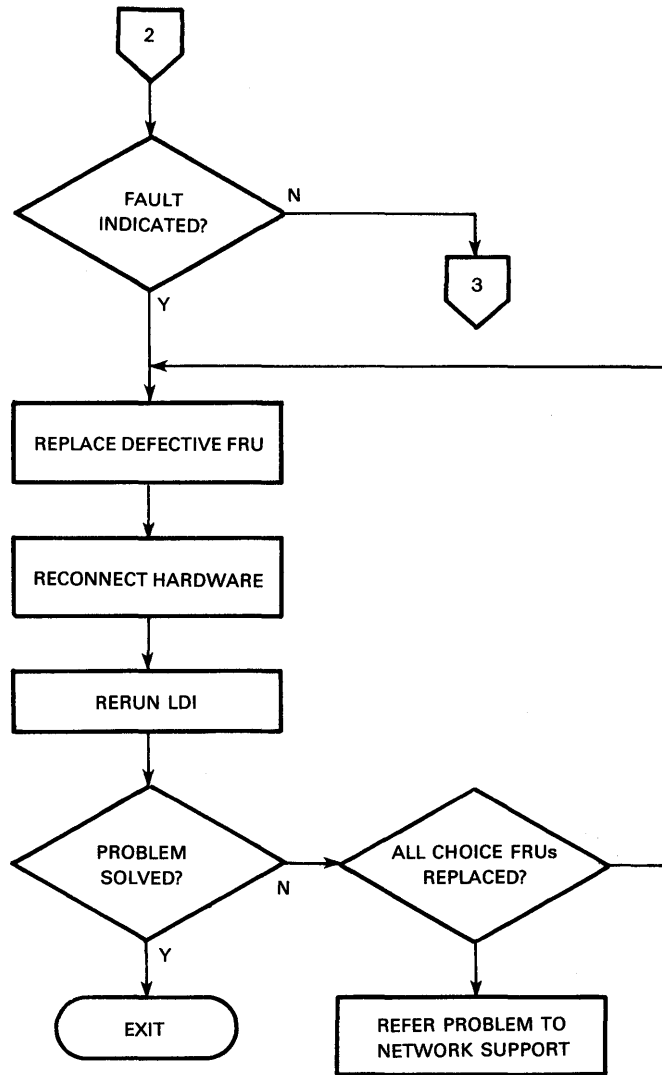 2
FAULT
INDICATED?
N
3
Y
REPLACE DEFECTIVE FRU
RECONNECT HARDWARE
RERUN LDI
PROBLEM
SOLVED?
N
ALL CHOICE FRUs
REPLACED?
Y
EXIT
REFER PROBLEM TO
NETWORK SUPPORT